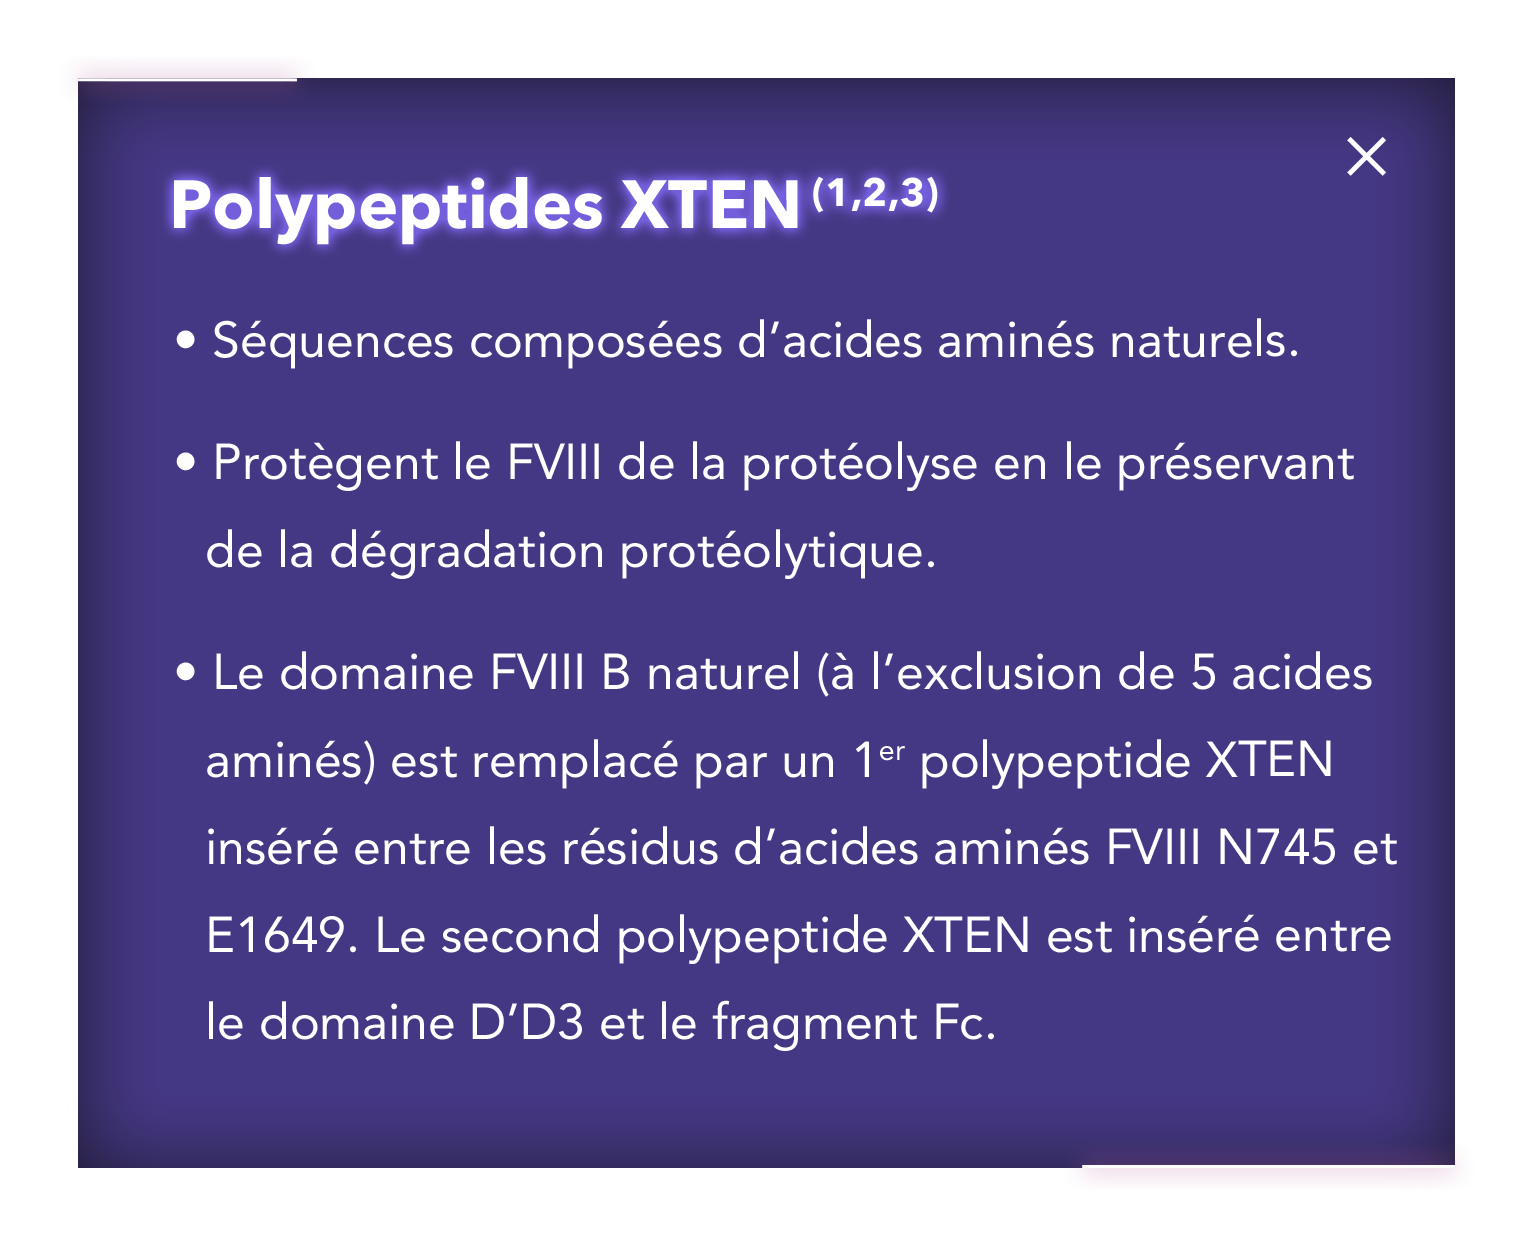 Polypeptides XTEN (1,2,3)
• Séquences composées d’acides aminés naturels.
• Protègent le FVIII de la protéolyse en le préservant
de la dégradation protéolytique.
• Le domaine FVIII B naturel (à l’exclusion de 5 acides
aminés) est remplacé par un 1er polypeptide XTEN
inséré entre les résidus d’acides aminés FVIII N745 et
E1649. Le second polypeptide XTEN est inséré entre
le domaine D’D3 et le fragment Fc.